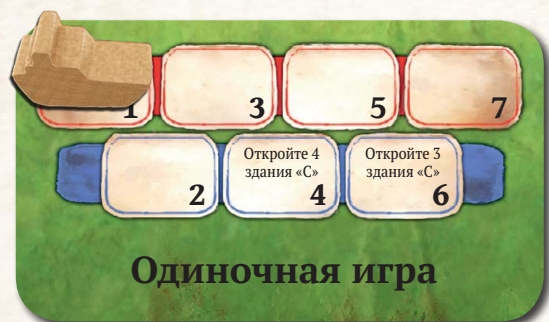 1 3 5 7
Откройте 4
здания «С»
Откройте 3
здания «С»
2 4 6
Одиночная игра